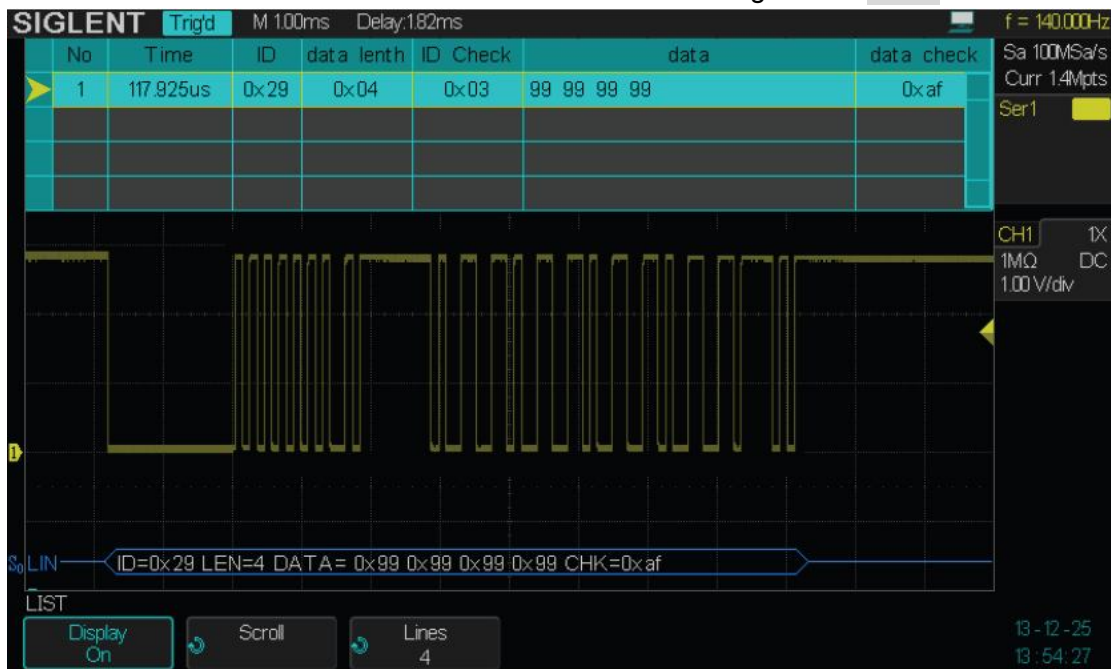 SIGLENT Trig'd M 1.00ms Delay:1.82ms f = 140.000Hz
Sa 100MSa/s
Curr 1.4Mpts
No Time ID data lenth ID Check data data check
1 117.925us 0x29 0x04 0x03 99 99 99 99 0xaf
Ser1
CH1 1X
1MΩ DC
1.00 V/div
1
S0 LIN ID=0x29 LEN=4 DATA= 0x99 0x99 0x99 0x99 CHK=0xaf
LIST
Display On
Scroll
Lines 4
13-12-25
13:54:27